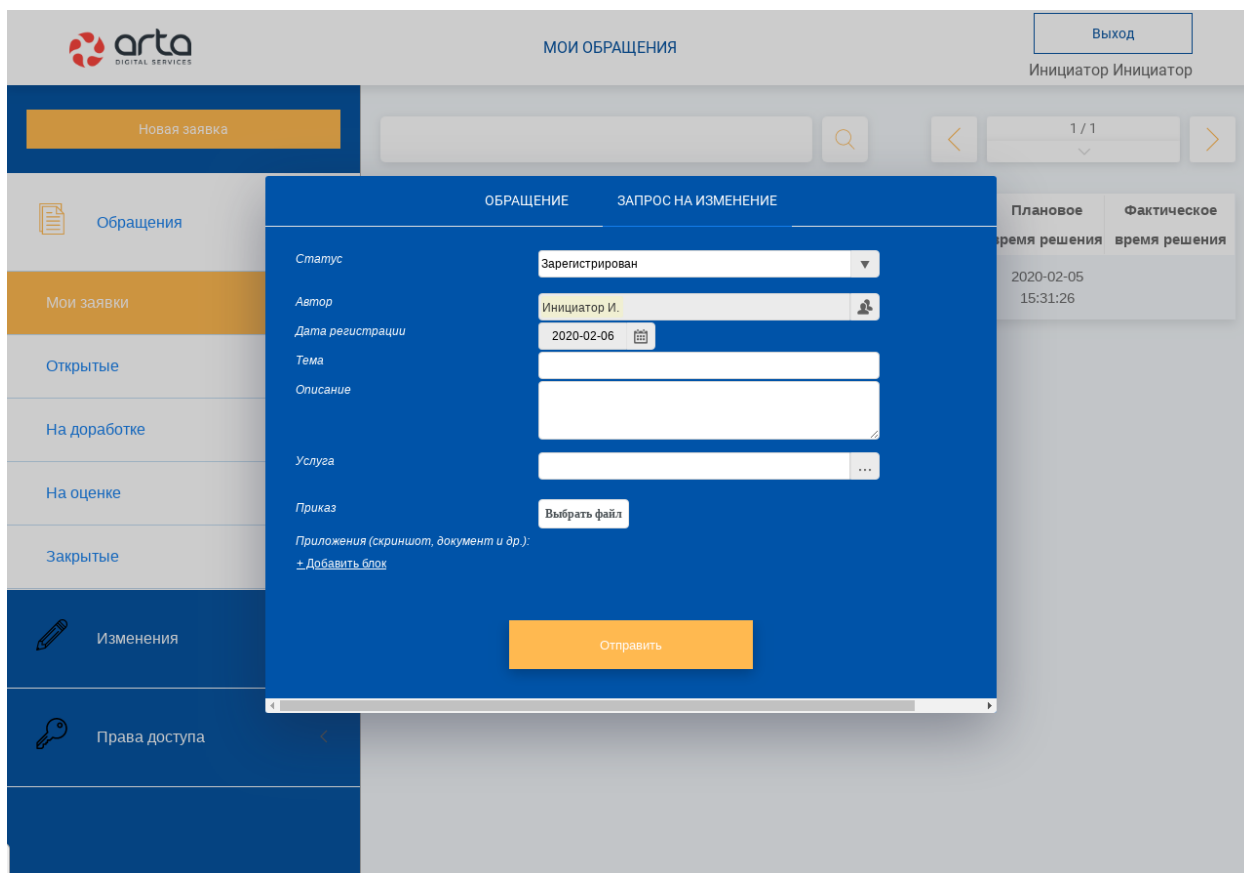 arta
DIGITAL SERVICES
МОИ ОБРАЩЕНИЯ
Выход
Инициатор Инициатор
Новая заявка
1 / 1
Обращения
Мои заявки
Открытые
На доработке
На оценке
Закрытые
Изменения
Права доступа
ОБРАЩЕНИЕ
ЗАПРОС НА ИЗМЕНЕНИЕ
Статус
Зарегистрирован
Автор
Инициатор И.
Дата регистрации
2020-02-06
Тема
Описание
Услуга
...
Приказ
Выбрать файл
Приложения (скриншот, документ и др.):
+ Добавить блок
Отправить
Плановое
время решения
Фактическое
время решения
2020-02-05
15:31:26